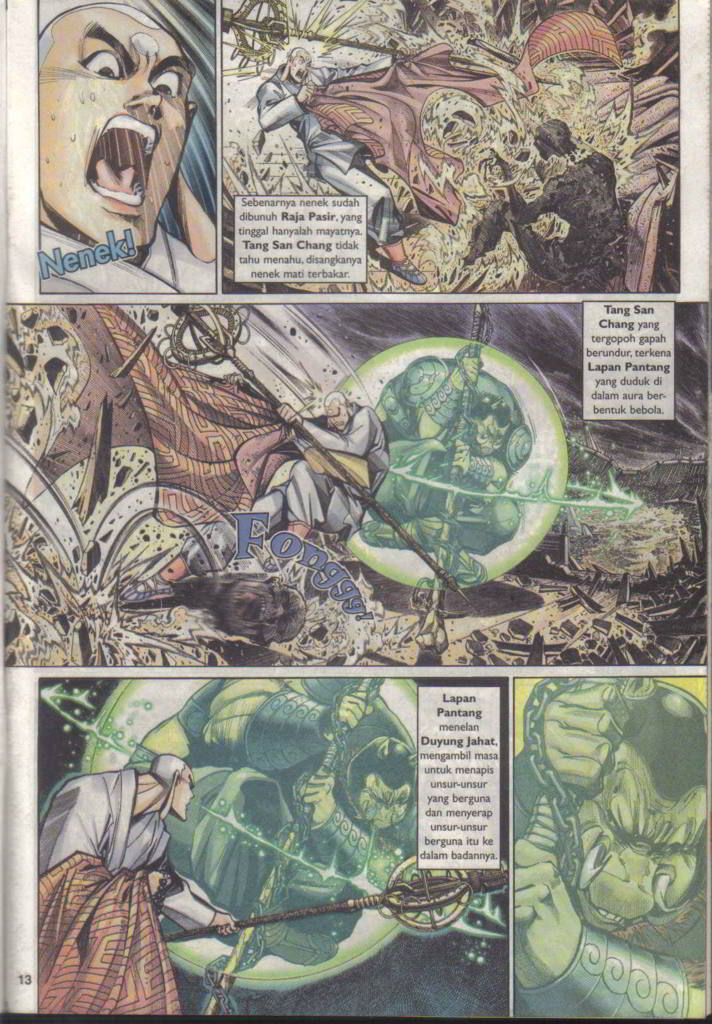 Nenek!
Sebenarnya nenek sudah
dibunuh Raja Pasir, yang
tinggal hanyalah mayatnya.
Tang San Chang tidak
tahu menahu, disangkanya
nenek mati terbakar.
Tang San
Chang yang
tergopoh gapah
berundur, terkena
Lapan Pantang
yang duduk di
dalam aura ber-
bentuk bebola.
Fonggg!
Lapan
Pantang
menelan
Duyung Jahat,
mengambil masa
untuk menapis
unsur-unsur
yang berguna
dan menyerap
unsur-unsur
berguna itu ke
dalam badannya.
13